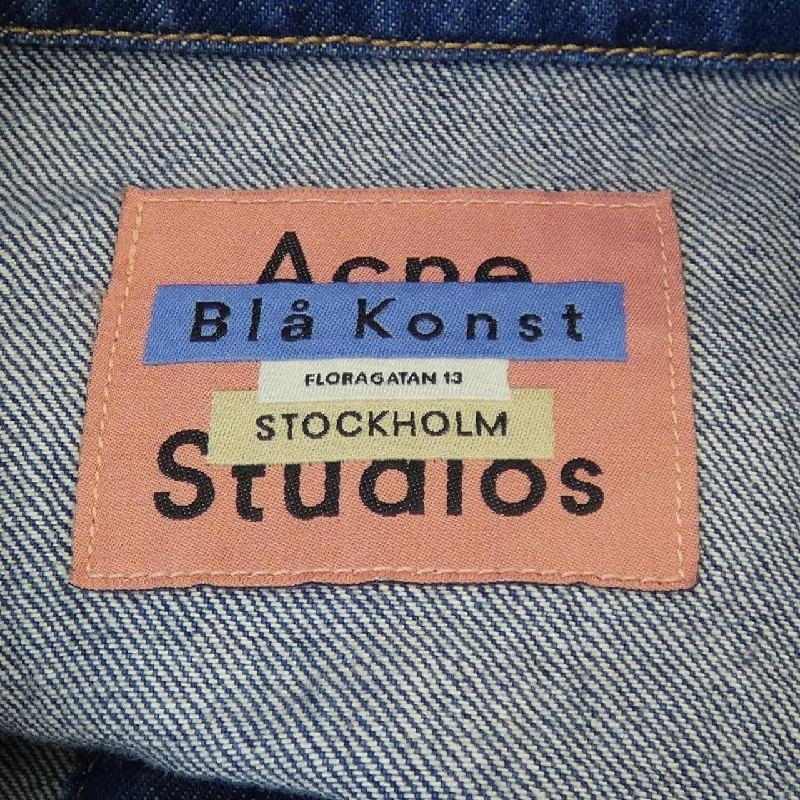 Acne
Blå Konst
FLORAGATAN 13
STOCKHOLM
Studios